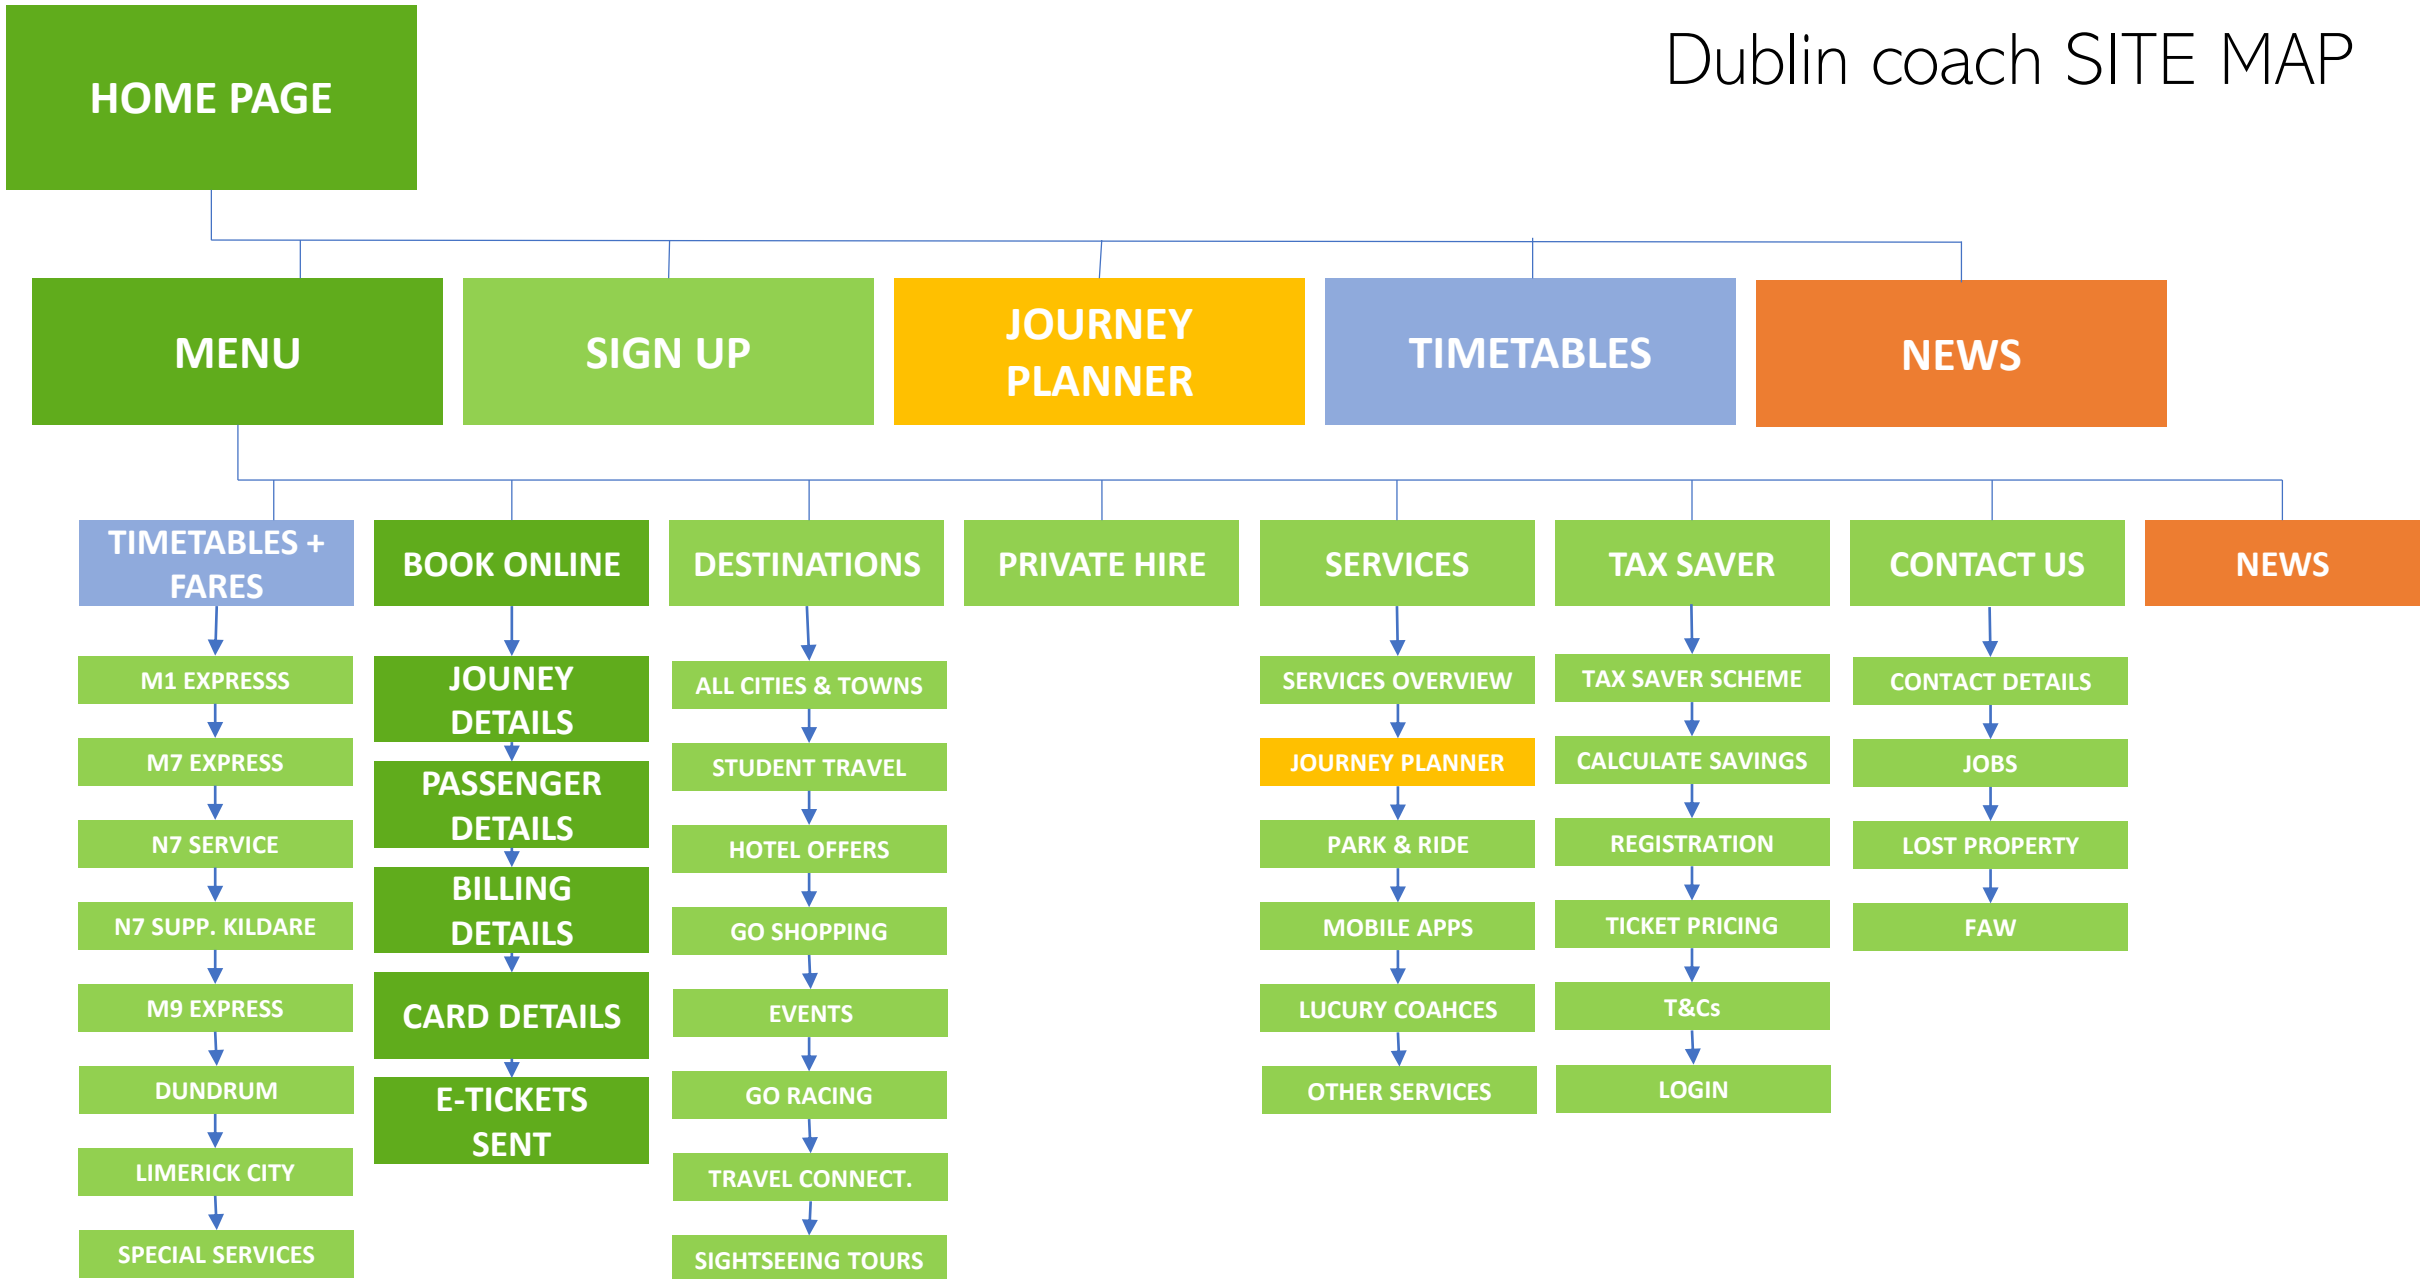 Dublin coach SITE MAP
HOME PAGE
MENU
SIGN UP
JOURNEY
PLANNER
TIMETABLES
NEWS
TIMETABLES +
FARES
BOOK ONLINE
DESTINATIONS
PRIVATE HIRE
SERVICES
TAX SAVER
CONTACT US
NEWS
M1 EXPRESSS
M7 EXPRESS
N7 SERVICE
N7 SUPP. KILDARE
M9 EXPRESS
DUNDRUM
LIMERICK CITY
SPECIAL SERVICES
JOUNEY
DETAILS
PASSENGER
DETAILS
BILLING
DETAILS
CARD DETAILS
E-TICKETS
SENT
ALL CITIES & TOWNS
STUDENT TRAVEL
HOTEL OFFERS
GO SHOPPING
EVENTS
GO RACING
TRAVEL CONNECT.
SIGHTSEEING TOURS
SERVICES OVERVIEW
JOURNEY PLANNER
PARK & RIDE
MOBILE APPS
LUCURY COAHCES
OTHER SERVICES
TAX SAVER SCHEME
CALCULATE SAVINGS
REGISTRATION
TICKET PRICING
T&Cs
LOGIN
CONTACT DETAILS
JOBS
LOST PROPERTY
FAW